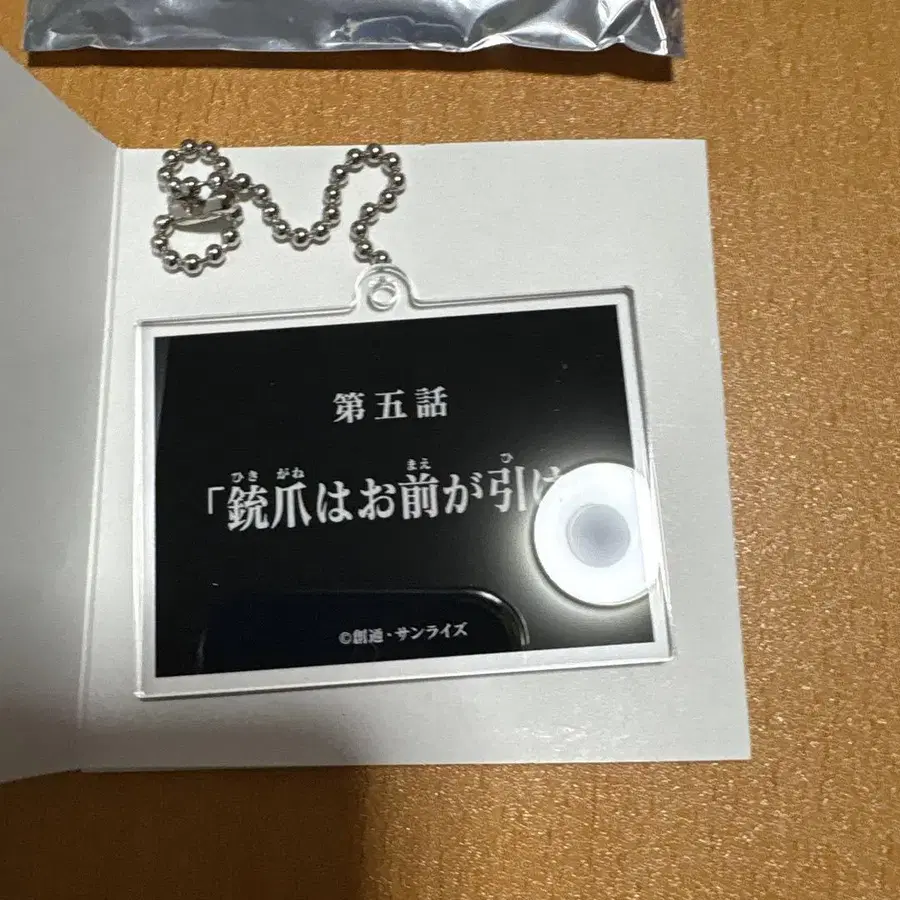 第五話
ひき がね まえ ひ
「銃爪はお前が引
©創通・サンライズ